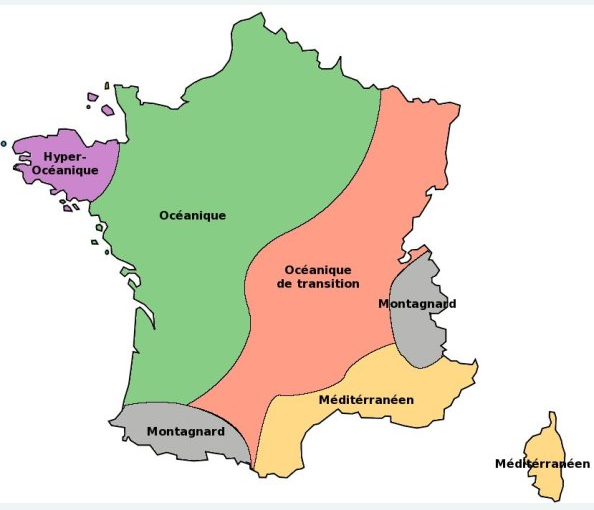 Hyper-
Océanique
Océanique
Océanique
de transition
Montagnard
Méditérranéen
Montagnard
Méditérranéen